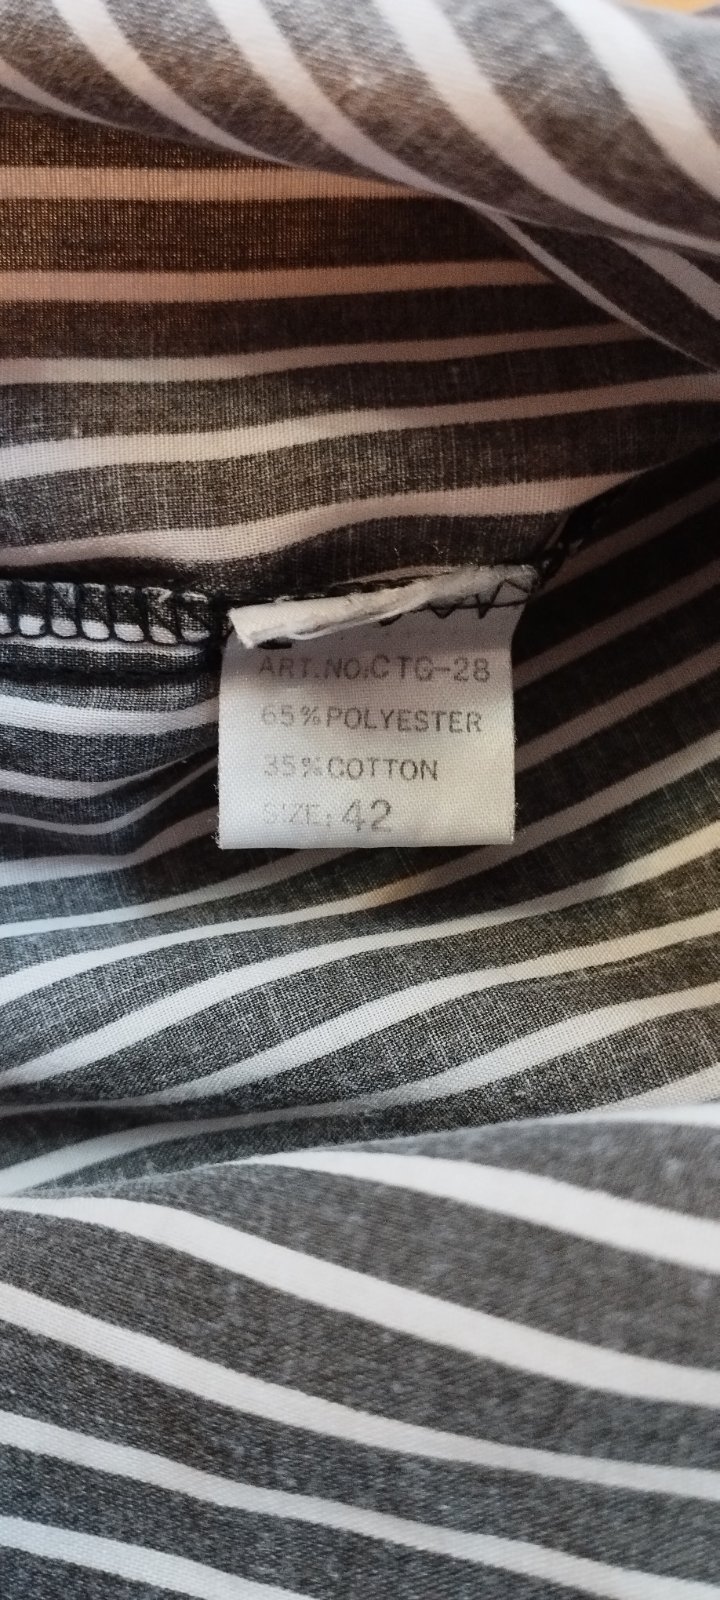 ART.NO.CTG-28
65%POLYESTER
35%COTTON
SIZE: 42